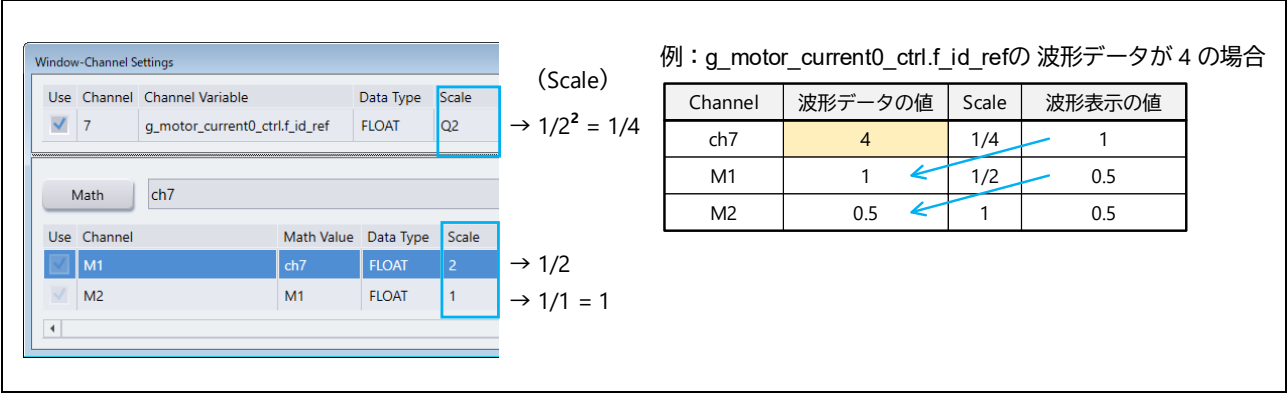 Window-Channel Settings
Use Channel Channel Variable Data Type Scale
7 g_motor_current0_ctrl.f_id_ref FLOAT Q2
Math ch7
Use Channel Math Value Data Type Scale
M1 ch7 FLOAT 2
M2 M1 FLOAT 1
（Scale）
→ 1/2² = 1/4
→ 1/2
→ 1/1 = 1
例：g_motor_current0_ctrl.f_id_refの 波形データが 4 の場合
Channel 波形データの値 Scale 波形表示の値
ch7 4 1/4 1
M1 1 1/2 0.5
M2 0.5 1 0.5